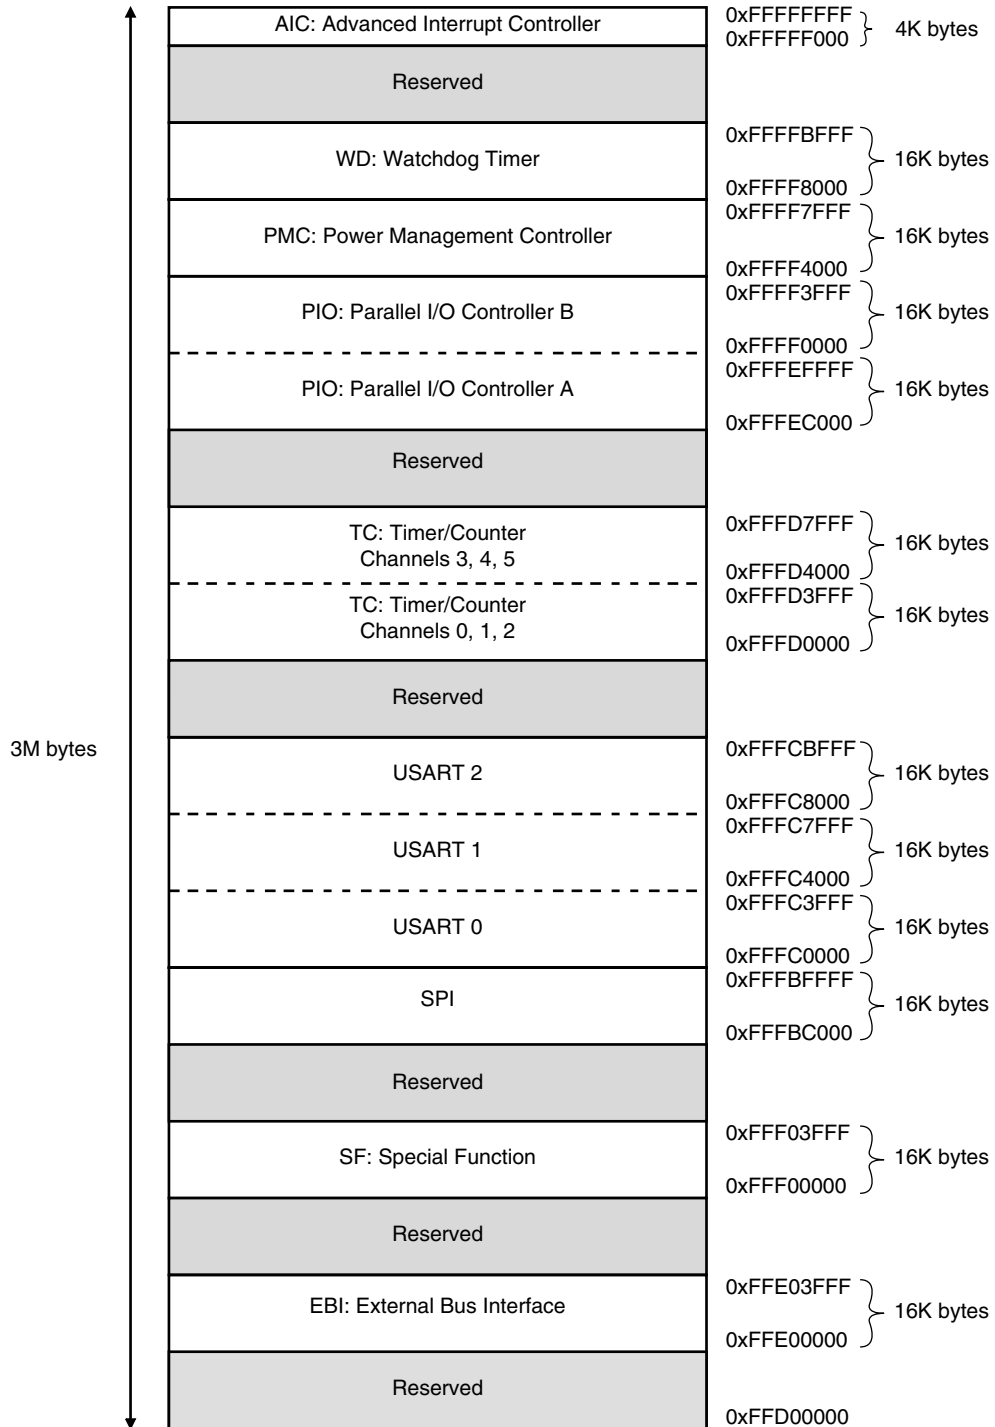 AIC: Advanced Interrupt Controller
0xFFFFFFFF
0xFFFFF000
4K bytes
Reserved
WD: Watchdog Timer
0xFFFFBFFF
0xFFFF8000
16K bytes
PMC: Power Management Controller
0xFFFF7FFF
0xFFFF4000
16K bytes
PIO: Parallel I/O Controller B
0xFFFF3FFF
0xFFFF0000
16K bytes
PIO: Parallel I/O Controller A
0xFFFEFFFF
0xFFFEC000
16K bytes
Reserved
TC: Timer/Counter
Channels 3, 4, 5
0xFFFD7FFF
0xFFFD4000
16K bytes
TC: Timer/Counter
Channels 0, 1, 2
0xFFFD3FFF
0xFFFD0000
16K bytes
Reserved
3M bytes
USART 2
0xFFFCBFFF
0xFFFC8000
16K bytes
USART 1
0xFFFC7FFF
0xFFFC4000
16K bytes
USART 0
0xFFFC3FFF
0xFFFC0000
16K bytes
SPI
0xFFFBFFFF
0xFFFBC000
16K bytes
Reserved
SF: Special Function
0xFFF03FFF
0xFFF00000
16K bytes
Reserved
EBI: External Bus Interface
0xFFE03FFF
0xFFE00000
16K bytes
Reserved
0xFFD00000